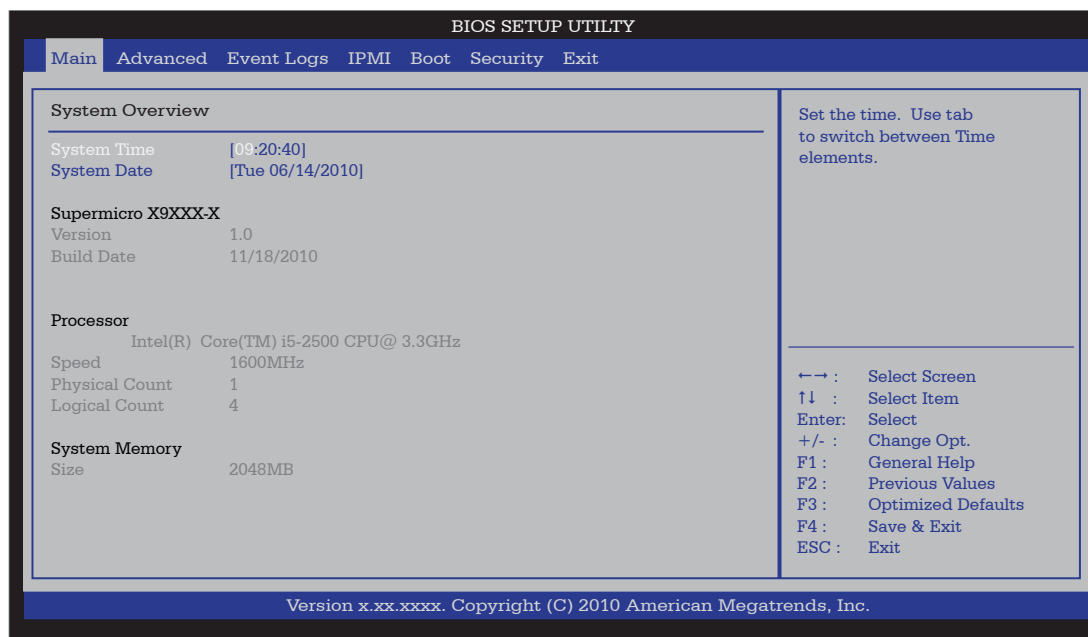 BIOS SETUP UTILTY
Main Advanced Event Logs IPMI Boot Security Exit
System Overview
System Time [09:20:40]
System Date [Tue 06/14/2010]
Supermicro X9XXX-X
Version 1.0
Build Date 11/18/2010
Processor
Intel(R) Core(TM) i5-2500 CPU@ 3.3GHz
Speed 1600MHz
Physical Count 1
Logical Count 4
System Memory
Size 2048MB
Set the time. Use tab
to switch between Time
elements.
←→ : Select Screen
↑↓ : Select Item
Enter: Select
+/- : Change Opt.
F1 : General Help
F2 : Previous Values
F3 : Optimized Defaults
F4 : Save & Exit
ESC : Exit
Version x.xx.xxxx. Copyright (C) 2010 American Megatrends, Inc.